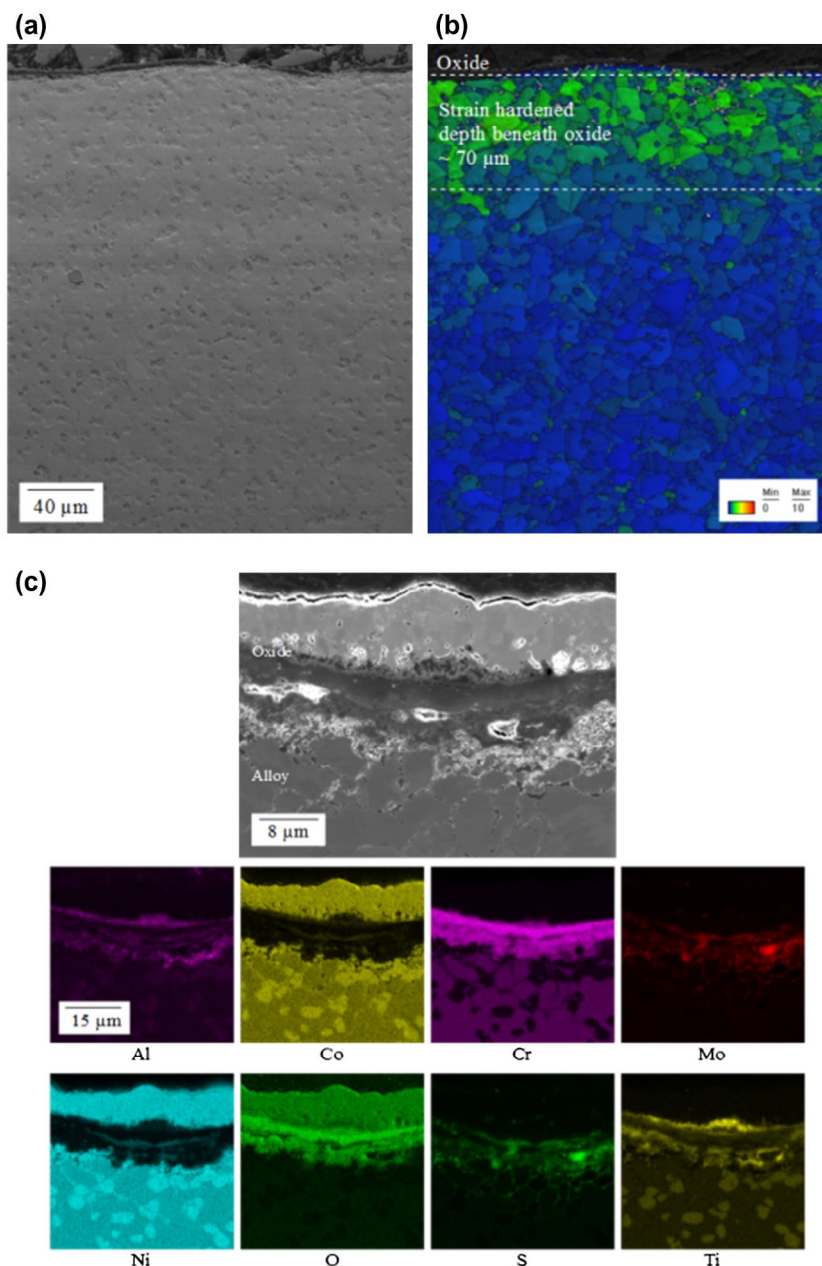 (a)
(b)
Oxide
Strain hardened
depth beneath oxide
~ 70 µm
40 µm
Min Max
0 10
(c)
Oxide
Alloy
8 µm
15 µm
Al
Co
Cr
Mo
Ni
O
S
Ti